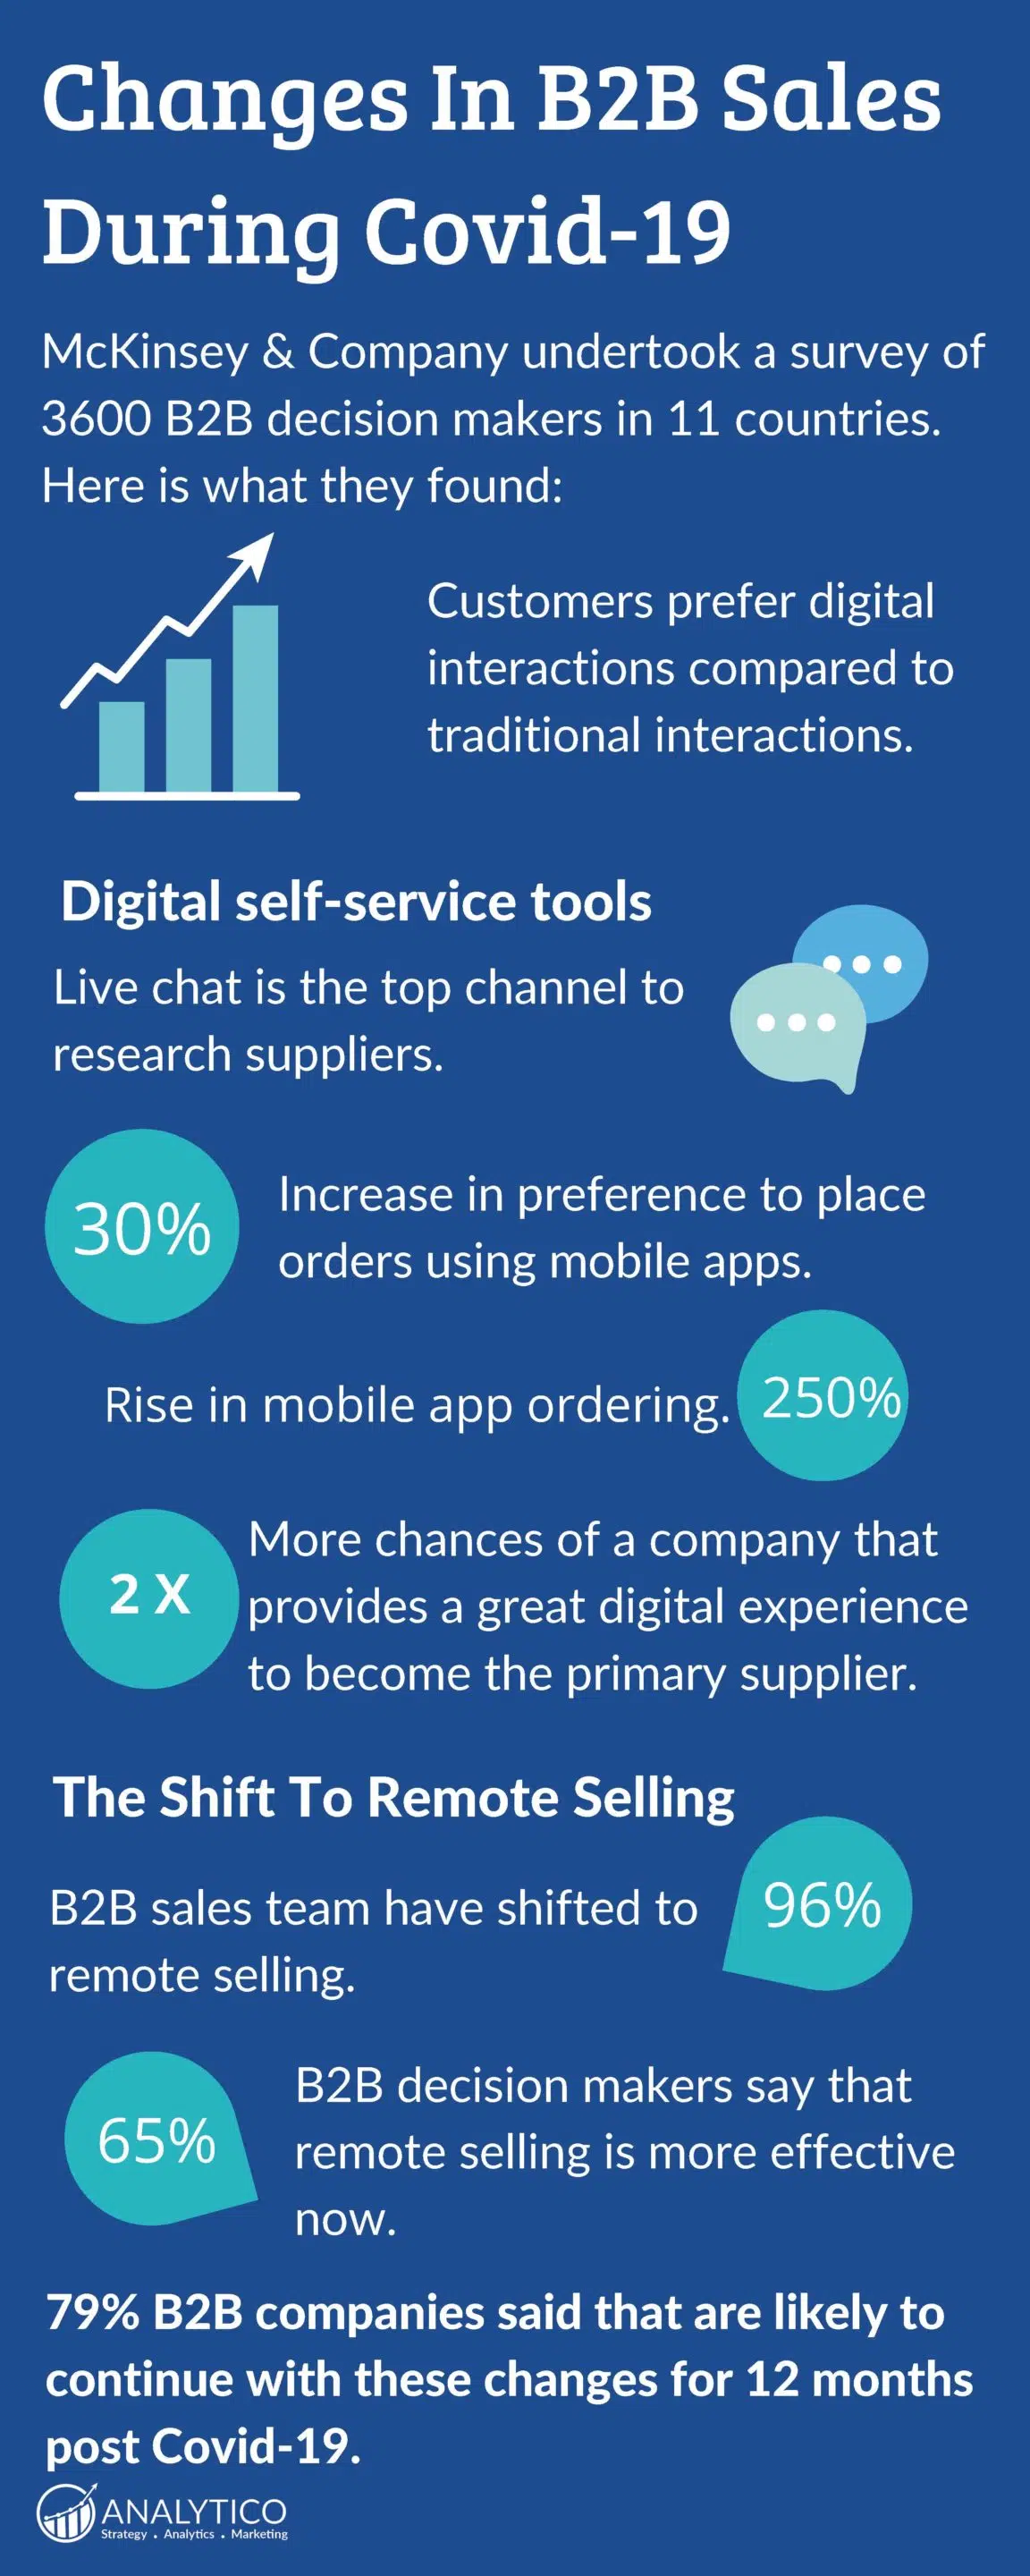 Changes In B2B Sales
During Covid-19
McKinsey & Company undertook a survey of
3600 B2B decision makers in 11 countries.
Here is what they found:
Customers prefer digital
interactions compared to
traditional interactions.
Digital self-service tools
Live chat is the top channel to
research suppliers.
30%
Increase in preference to place
orders using mobile apps.
Rise in mobile app ordering.
250%
2 X
More chances of a company that
provides a great digital experience
to become the primary supplier.
The Shift To Remote Selling
B2B sales team have shifted to
remote selling.
96%
65%
B2B decision makers say that
remote selling is more effective
now.
79% B2B companies said that are likely to
continue with these changes for 12 months
post Covid-19.
ANALYTICO
Strategy . Analytics . Marketing